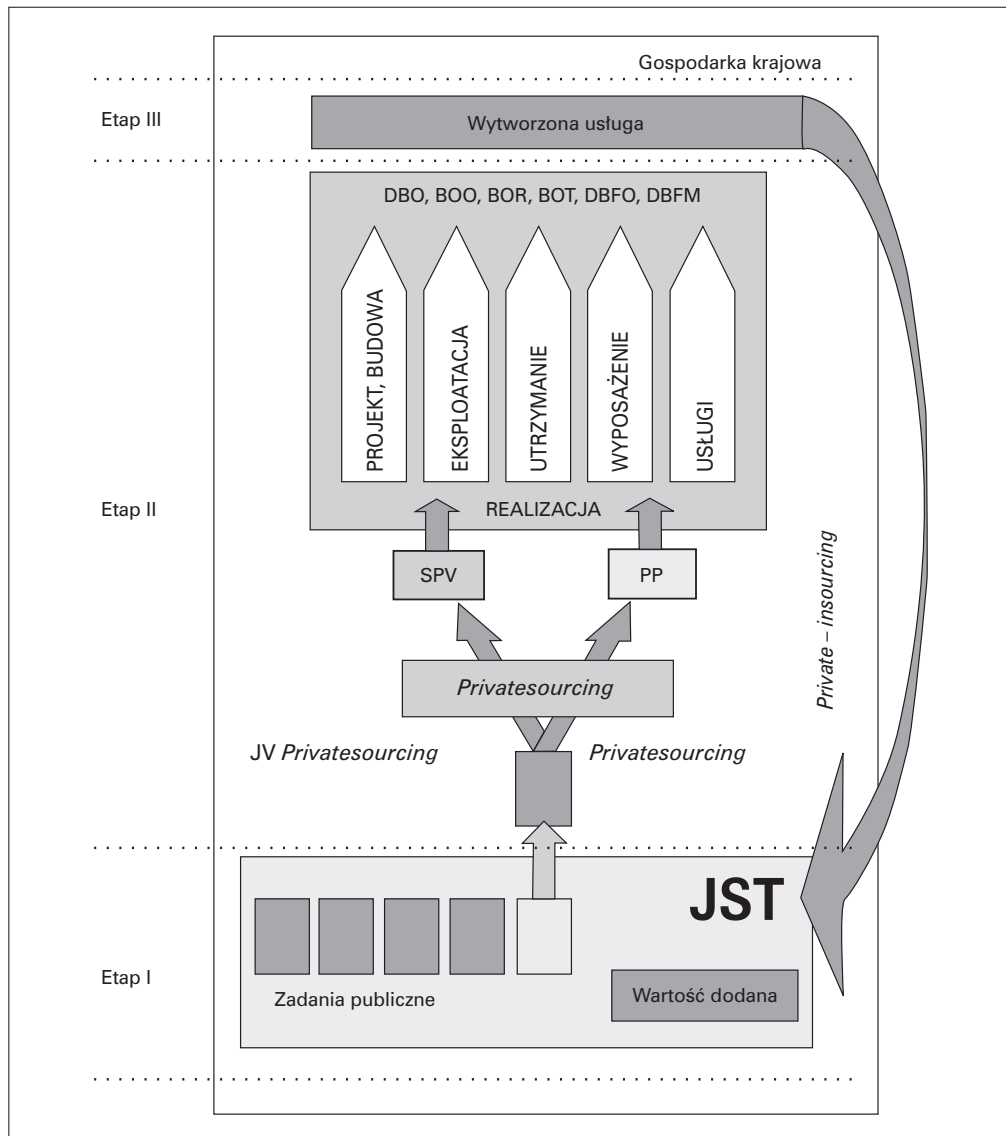 Gospodarka krajowa
Etap III
Wytworzona usługa
DBO, BOO, BOR, BOT, DBFO, DBFM
PROJEKT, BUDOWA
EKSPLOATACJA
UTRZYMANIE
WYPOSAŻENIE
USŁUGI
Etap II
REALIZACJA
SPV
PP
Private – insourcing
Privatesourcing
JV Privatesourcing
Privatesourcing
JST
Etap I
Zadania publiczne
Wartość dodana